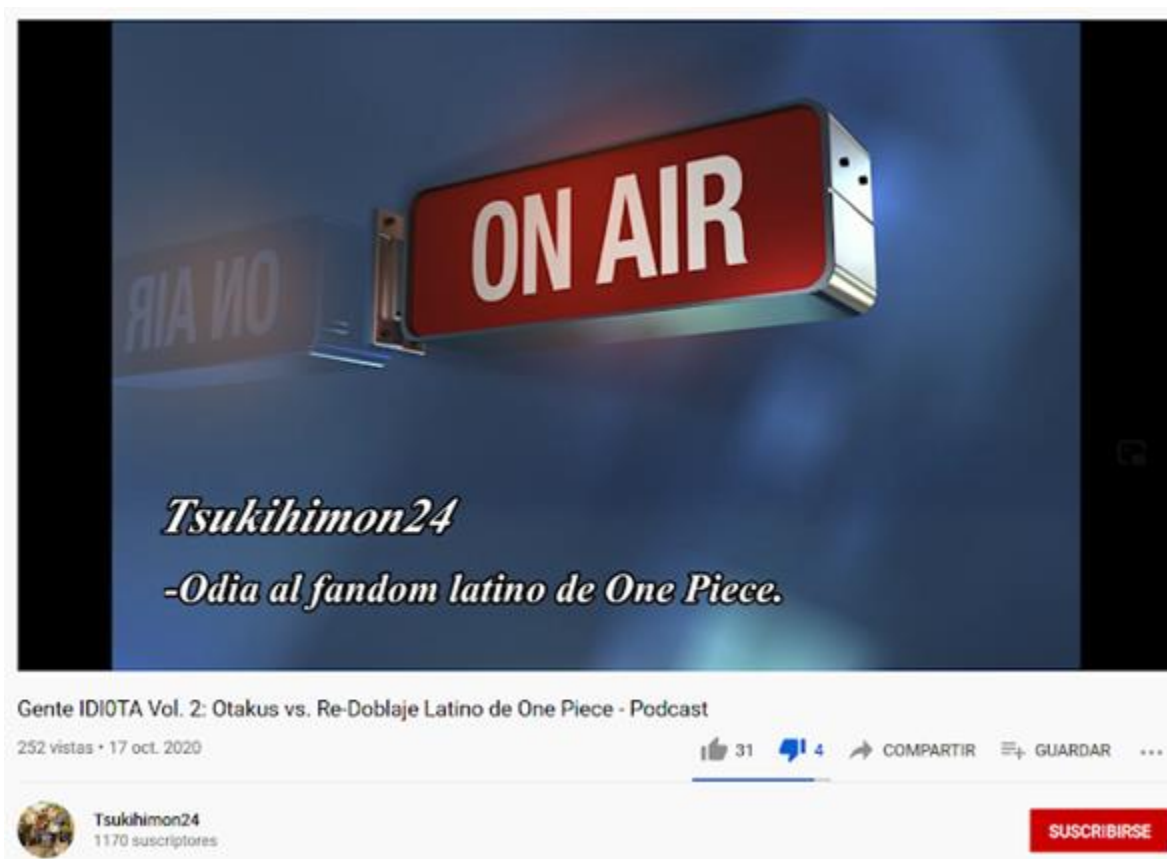 ON AIR
ON AIR
Tsukihimon24
-Odia al fandom latino de One Piece.
Gente IDI0TA Vol. 2: Otakus vs. Re-Doblaje Latino de One Piece - Podcast
252 vistas • 17 oct. 2020
31 4 COMPARTIR GUARDAR ...
Tsukihimon24
1170 suscriptores
SUSCRIBIRSE